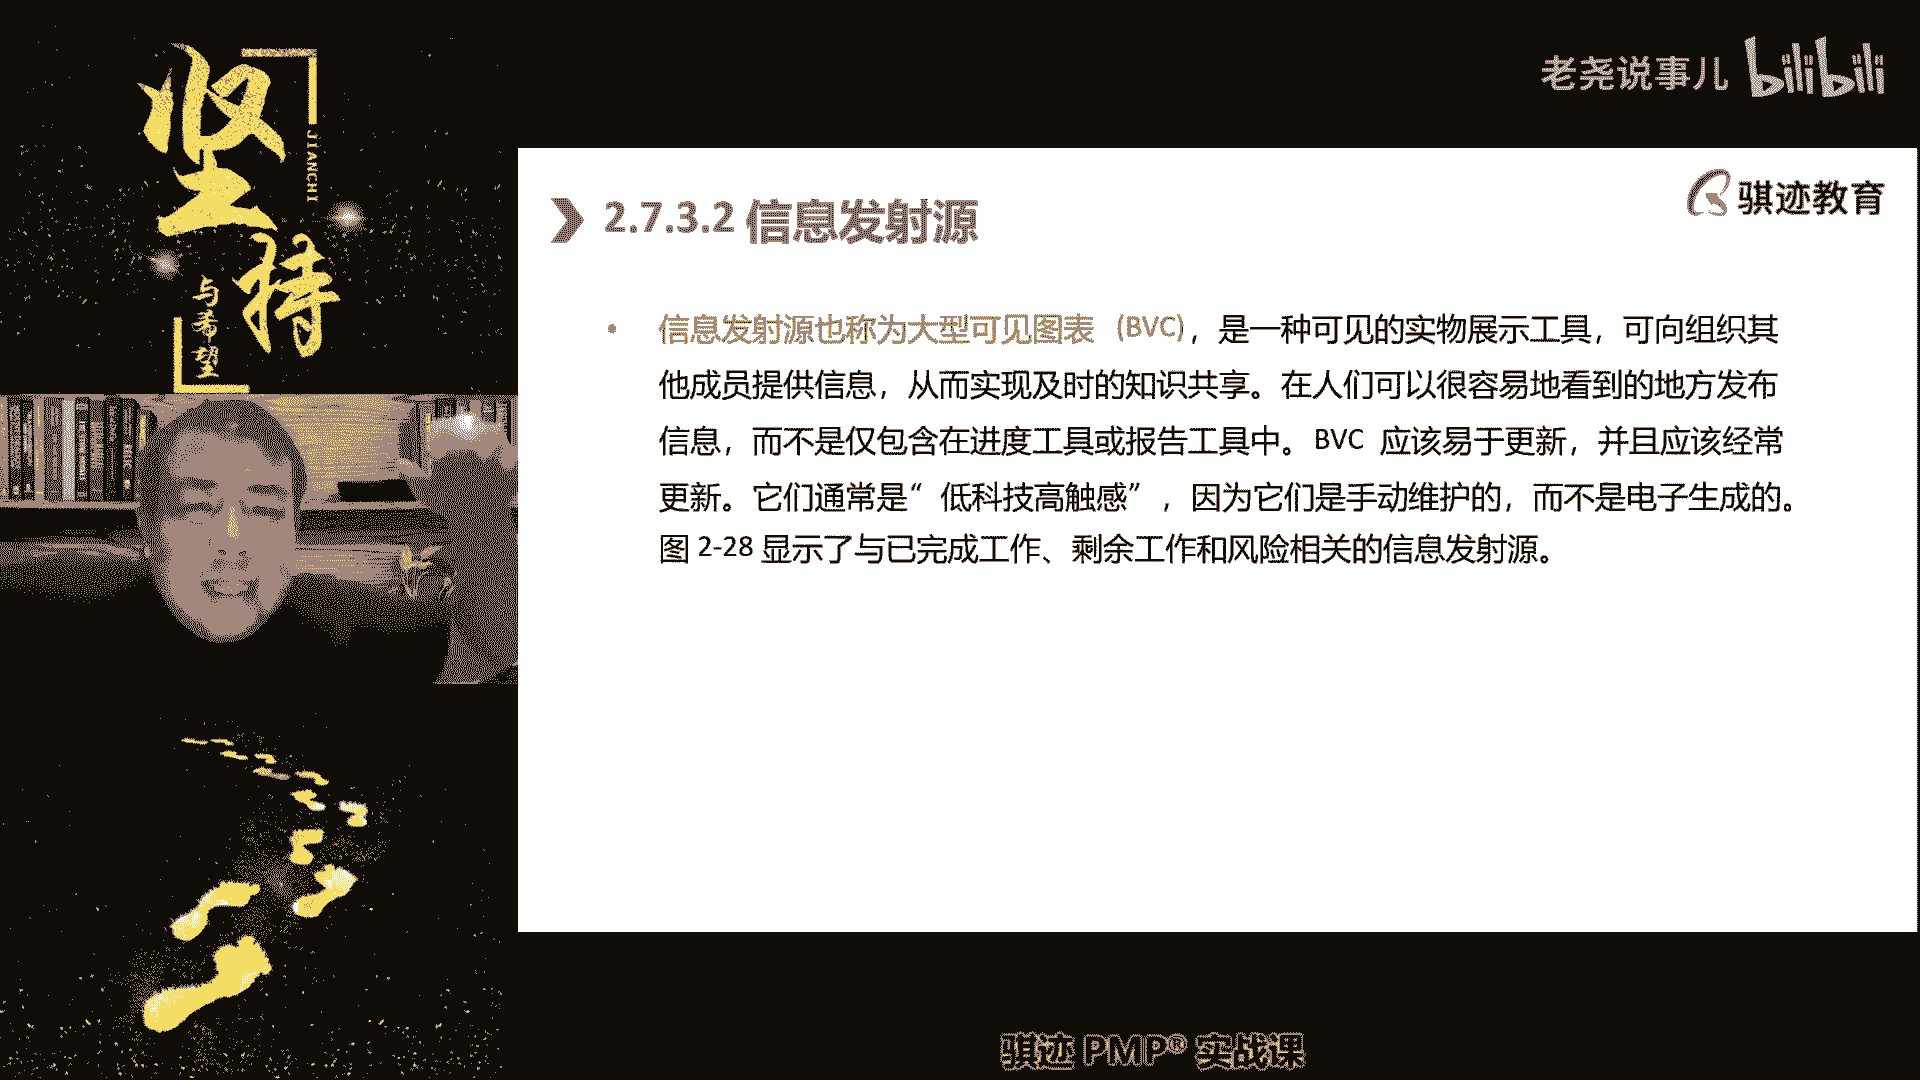 坚持
JIANCHI
与希望
老尧说事儿 bilibili
骐迹教育
2.7.3.2 信息发射源
• 信息发射源也称为大型可见图表 (BVC)，是一种可见的实物展示工具，可向组织其
他成员提供信息，从而实现及时的知识共享。在人们可以很容易地看到的地方发布
信息，而不是仅包含在进度工具或报告工具中。BVC 应该易于更新，并且应该经常
更新。它们通常是“低科技高触感”，因为它们是手动维护的，而不是电子生成的。
图 2-28 显示了与已完成工作、剩余工作和风险相关的信息发射源。
骐迹 PMP® 实战课